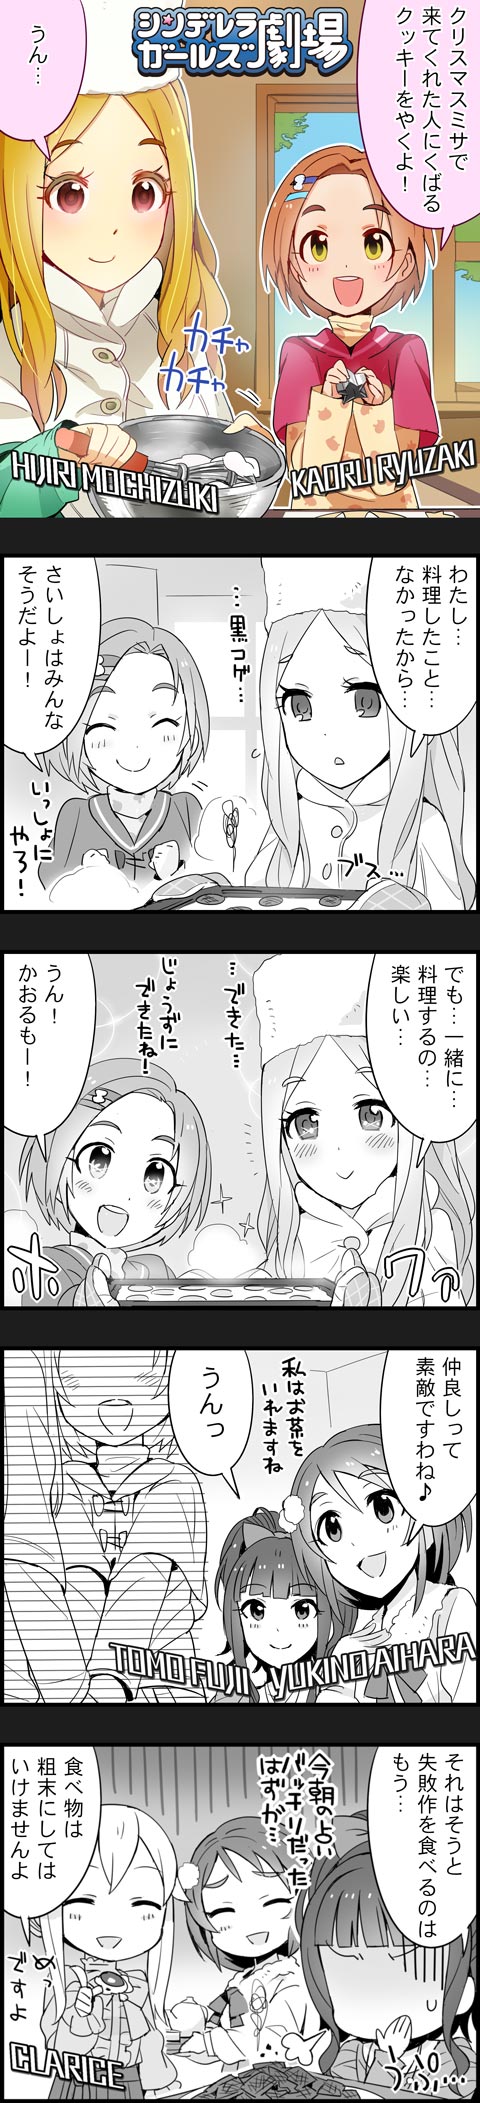 シンデレラ
ガールズ劇場
クリスマスミサで
来てくれた人にくばる
クッキーをやくよ！
うん…
カチャ
カチャ
HIJIRI MOCHIZUKI
KAORU RYUZAKI
わたし…
料理したこと…
なかったから…
…黒コゲ…
さいしょはみんな
そうだよー！
いっしょに
やろ！
ブス…
でも…一緒に…
料理するの…
楽しい…
…できた…
じょうずに
できたね！
うん！
かおるもー！
ホ
ワァ
仲良しって
素敵ですわね♪
私はお茶を
いれますね
うんっ
TOMO FUJII
YUKINO AIHARA
それはそうと
失敗作を食べるのは
もう…
今朝の占い
バッチリだった
はずが…
食べ物は
粗末にしては
いけませんよ
めっ
ですよ
うぷ…
CLARICE